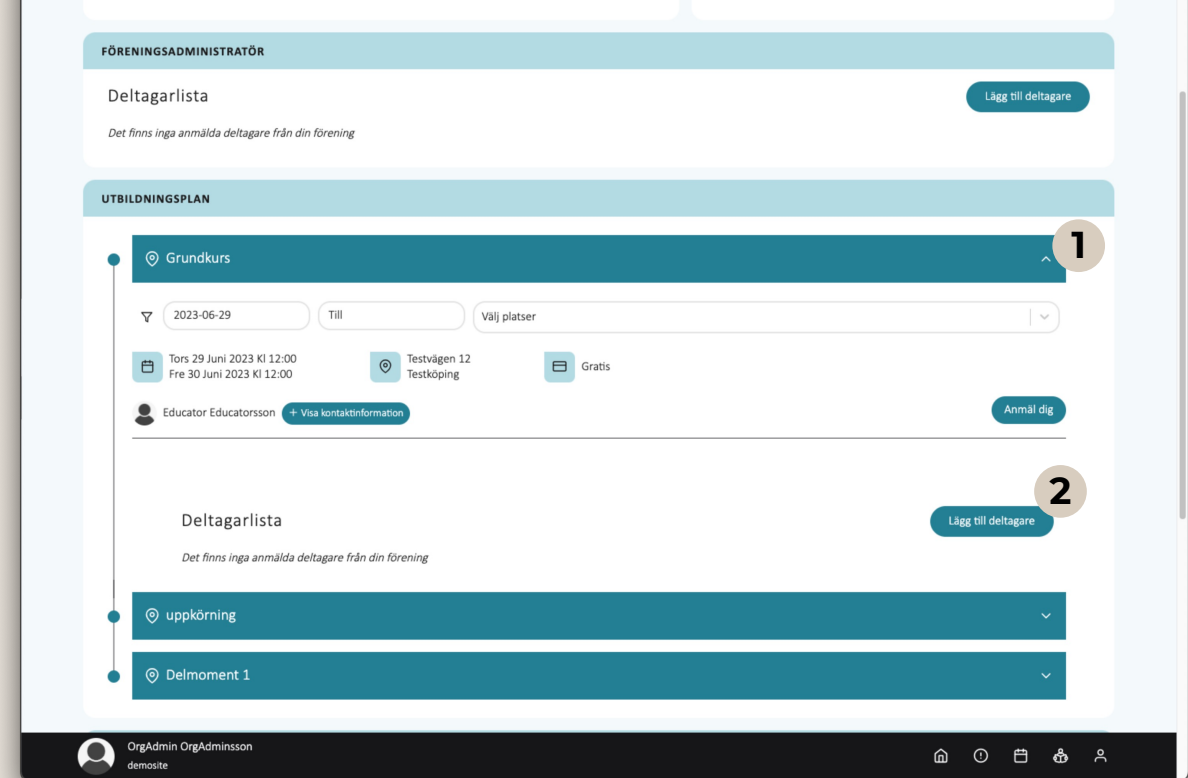 FÖRENINGSADMINISTRATÖR
Deltagarlista
Lägg till deltagare
Det finns inga anmälda deltagare från din förening
UTBILDNINGSPLAN
1
Grundkurs
2023-06-29
Till
Välj platser
Tors 29 Juni 2023 Kl 12:00
Fre 30 Juni 2023 Kl 12:00
Testvägen 12
Testköping
Gratis
Educator Educatorsson
+ Visa kontaktinformation
Anmäl dig
2
Deltagarlista
Lägg till deltagare
Det finns inga anmälda deltagare från din förening
uppkörning
Delmoment 1
OrgAdmin OrgAdminsson
demosite